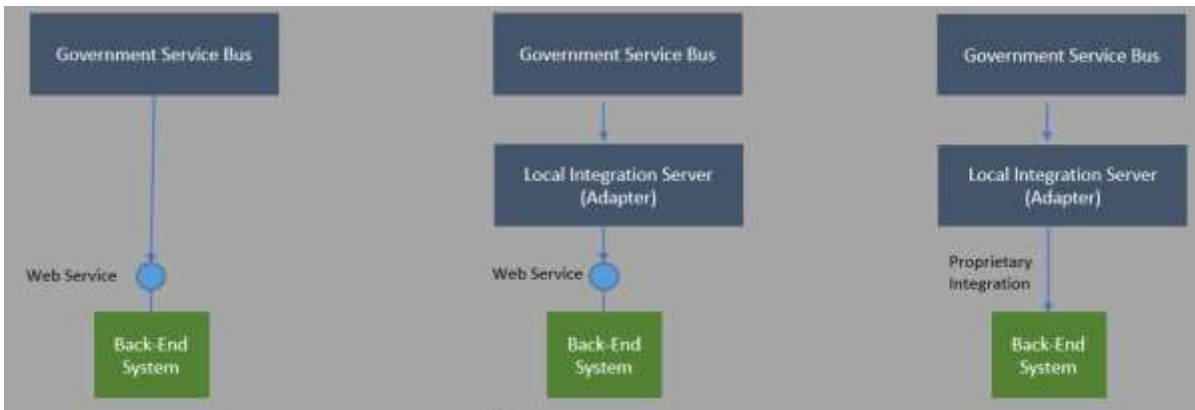 Government Service Bus
Web Service
Back-End
System
Government Service Bus
Local Integration Server
(Adapter)
Web Service
Back-End
System
Government Service Bus
Local Integration Server
(Adapter)
Proprietary
Integration
Back-End
System